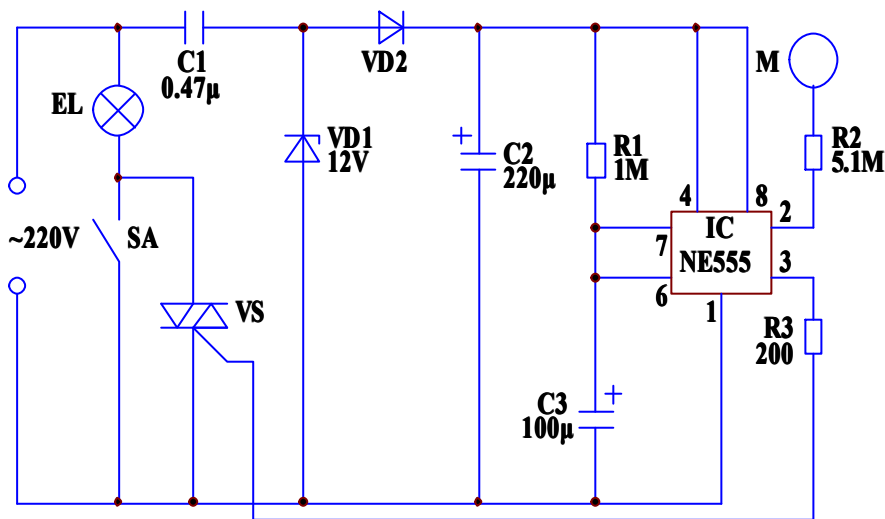 C1
0.47μ
VD2
M
EL
VD1
12V
C2
220μ
R1
1M
R2
5.1M
4
8
2
~220V
SA
7
IC
NE555
3
6
1
VS
R3
200
C3
100μ